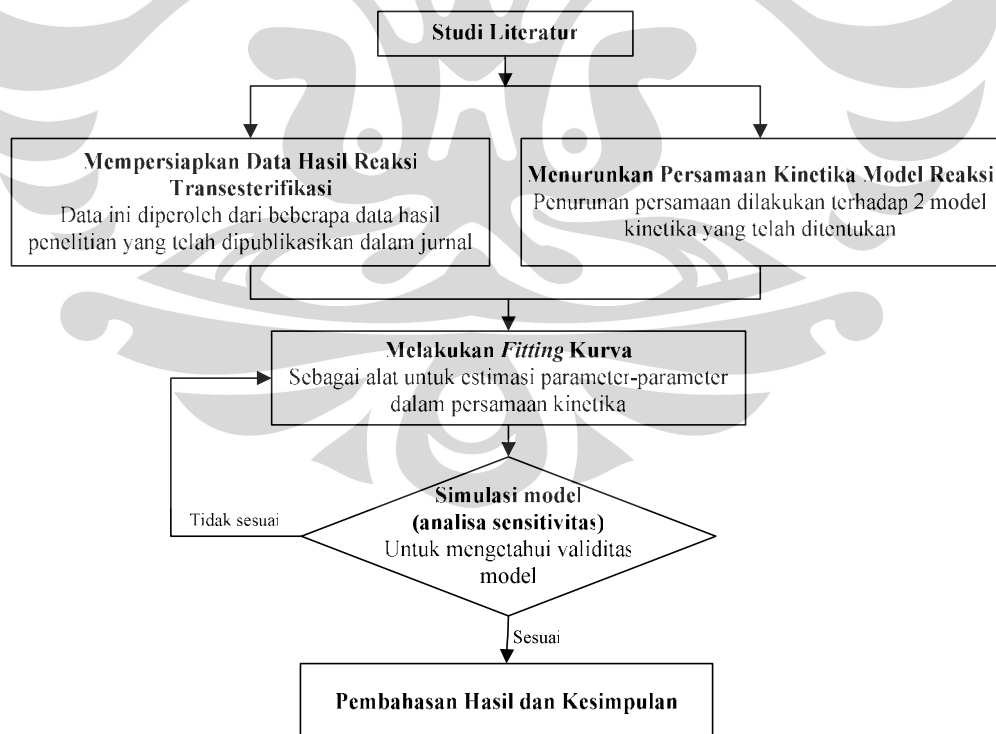 Studi Literatur
Mempersiapkan Data Hasil Reaksi
Transesterifikasi
Data ini diperoleh dari beberapa data hasil
penelitian yang telah dipublikasikan dalam jurnal
Menurunkan Persamaan Kinetika Model Reaksi
Penurunan persamaan dilakukan terhadap 2 model
kinetika yang telah ditentukan
Melakukan Fitting Kurva
Sebagai alat untuk estimasi parameter-parameter
dalam persamaan kinetika
Simulasi model
(analisa sensitivitas)
Untuk mengetahui validitas
model
Tidak sesuai
Sesuai
Pembahasan Hasil dan Kesimpulan